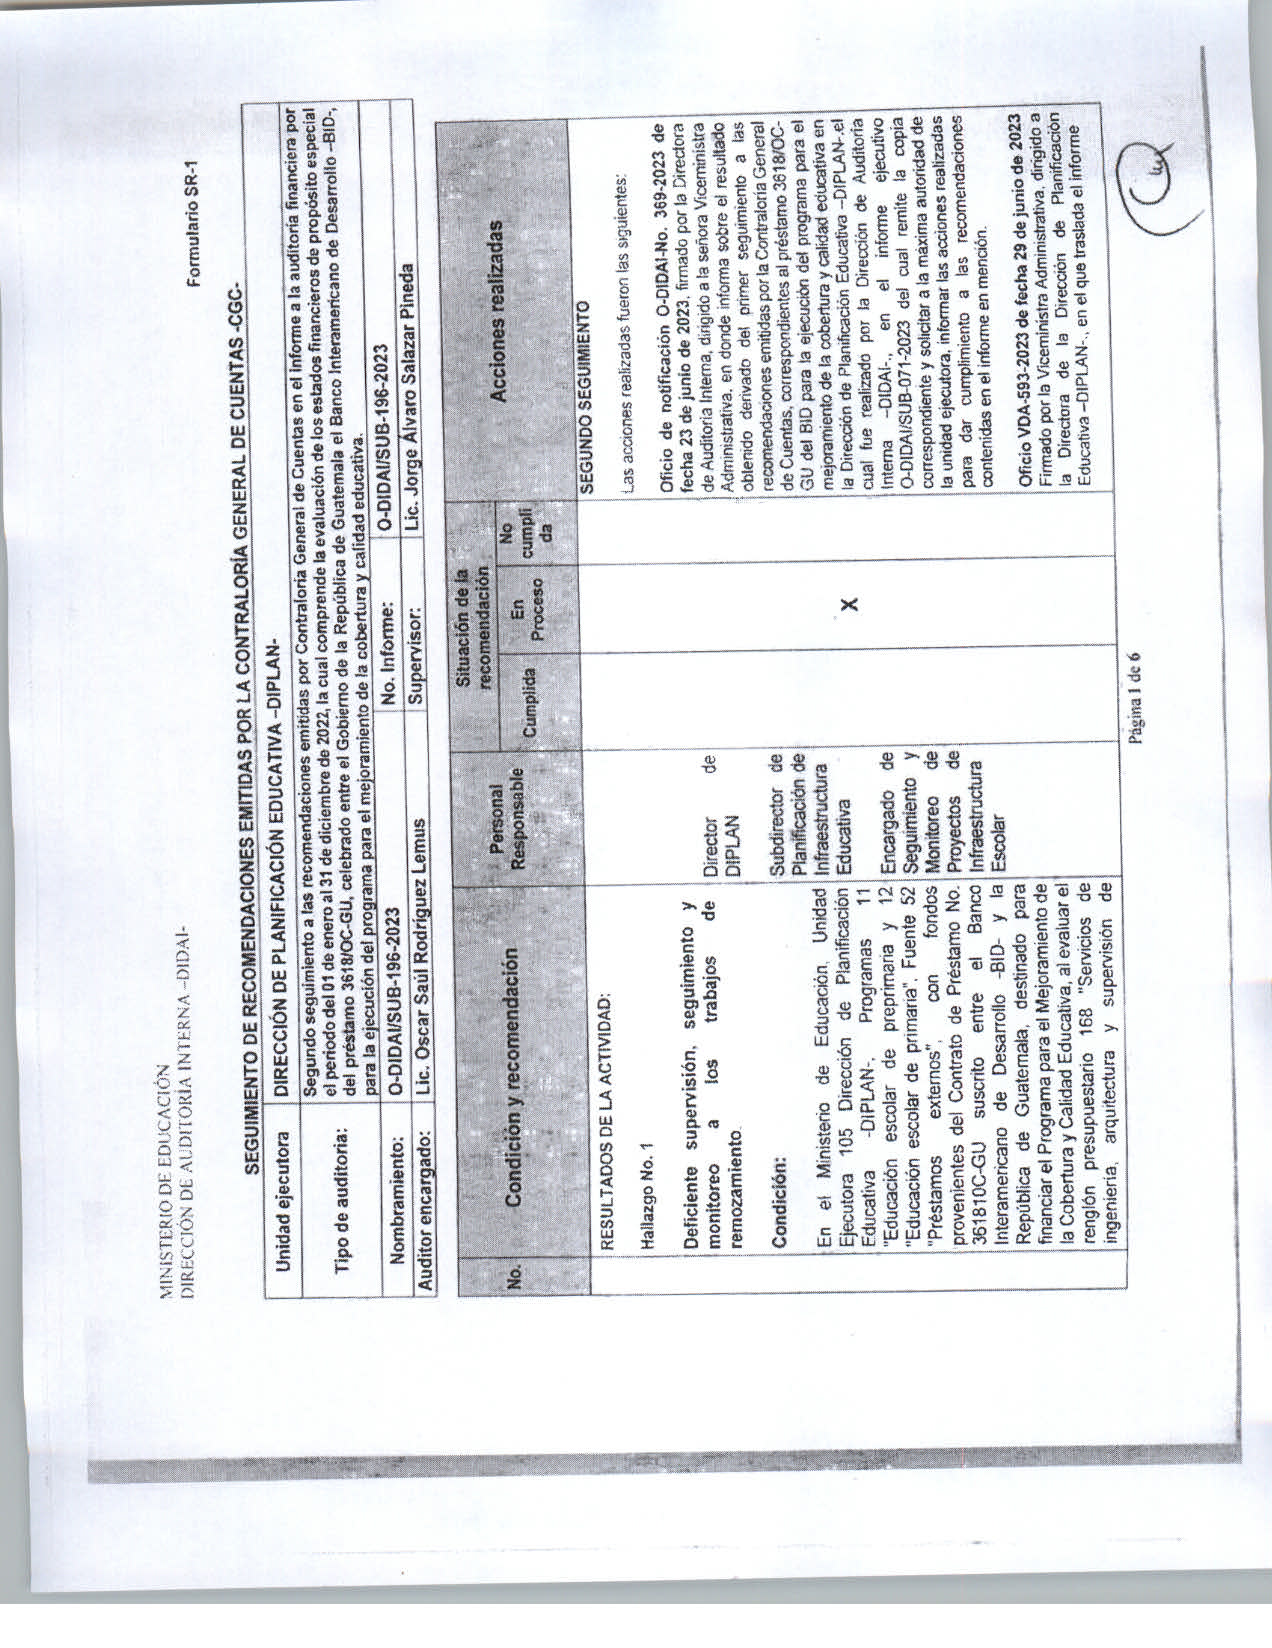 MINISTERIO DE EDUCACIÓN
DIRECCIÓN DE AUDITORÍA INTERNA –DIDAI-
Formulario SR-1
SEGUIMIENTO DE RECOMENDACIONES EMITIDAS POR LA CONTRALORÍA GENERAL DE CUENTAS -CGC-
Unidad ejecutora
DIRECCIÓN DE PLANIFICACIÓN EDUCATIVA –DIPLAN-
Tipo de auditoria:
Segundo seguimiento a las recomendaciones emitidas por Contraloría General de Cuentas en el informe a la auditoría financiera por
el período del 01 de enero al 31 de diciembre de 2022, la cual comprende la evaluación de los estados financieros de propósito especial
del préstamo 3618/OC-GU, celebrado entre el Gobierno de la República de Guatemala el Banco Interamericano de Desarrollo –BID-,
para la ejecución del programa para el mejoramiento de la cobertura y calidad educativa.
Nombramiento:
O-DIDAI/SUB-196-2023
No. Informe:
O-DIDAI/SUB-196-2023
Auditor encargado:
Lic. Oscar Saúl Rodríguez Lemus
Supervisor:
Lic. Jorge Álvaro Salazar Pineda
No.
Condición y recomendación
Personal
Responsable
Situación de la
recomendación
Cumplida
En
Proceso
No
cumpli
da
Acciones realizadas
RESULTADOS DE LA ACTIVIDAD:
Hallazgo No. 1
Deficiente supervisión, seguimiento y
monitoreo a los trabajos de
remozamiento.
Condición:
En el Ministerio de Educación, Unidad
Ejecutora 105 Dirección de Planificación
Educativa -DIPLAN-, Programas 11
"Educación escolar de preprimaria y 12
"Educación escolar de primaria". Fuente 52
"Préstamos externos", con fondos
provenientes del Contrato de Préstamo No.
361810C-GU suscrito entre el Banco
Interamericano de Desarrollo -BID- y la
República de Guatemala, destinado para
financiar el Programa para el Mejoramiento de
la Cobertura y Calidad Educativa, al evaluar el
renglón presupuestario 168 "Servicios de
ingeniería, arquitectura y supervisión de
Director de
DIPLAN
Subdirector de
Planificación de
Infraestructura
Educativa
Encargado de
Seguimiento y
Monitoreo de
Proyectos de
Infraestructura
Escolar
X
SEGUNDO SEGUIMIENTO
Las acciones realizadas fueron las siguientes:
Oficio de notificación O-DIDAI-No. 369-2023 de
fecha 23 de junio de 2023, firmado por la Directora
de Auditoria Interna, dirigido a la señora Viceministra
Administrativa, en donde informa sobre el resultado
obtenido derivado del primer seguimiento a las
recomendaciones emitidas por la Contraloría General
de Cuentas, correspondientes al préstamo 3618/OC-
GU del BID para la ejecución del programa para el
mejoramiento de la cobertura y calidad educativa en
la Dirección de Planificación Educativa –DIPLAN-,el
cual fue realizado por la Dirección de Auditoría
Interna –DIDAI-, en el informe ejecutivo
O-DIDAI/SUB-071-2023 del cual remite la copia
correspondiente y solicitar a la máxima autoridad de
la unidad ejecutora, informar las acciones realizadas
para dar cumplimiento a las recomendaciones
contenidas en el informe en mención.
Oficio VDA-593-2023 de fecha 29 de junio de 2023
Firmado por la Viceministra Administrativa, dirigido a
la Directora de la Dirección de Planificación
Educativa –DIPLAN-, en el que traslada el informe
Página 1 de 6